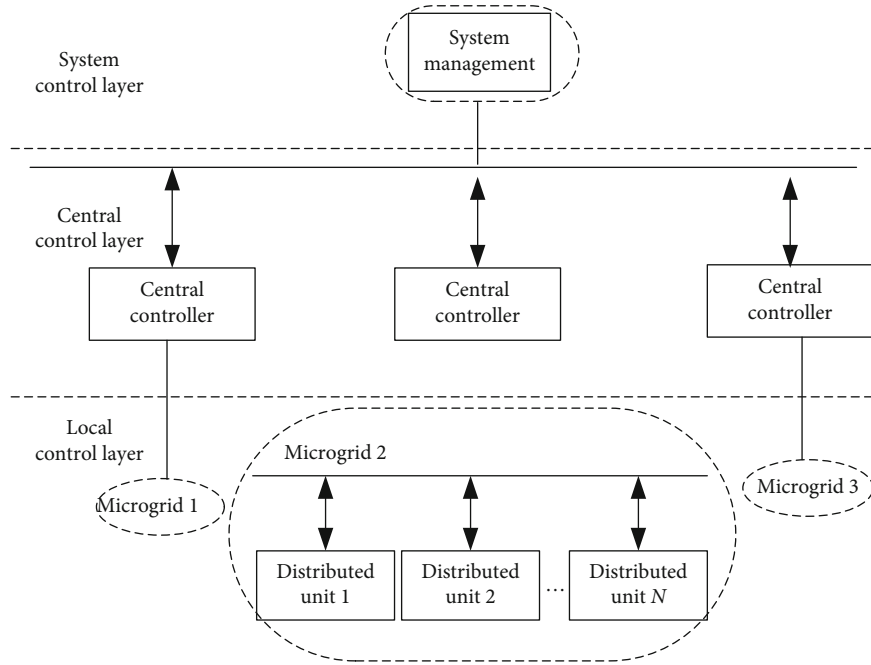 System
control layer
System
management
Central
control layer
Central
controller
Central
controller
Central
controller
Local
control layer
Microgrid 1
Microgrid 2
Microgrid 3
Distributed
unit 1
Distributed
unit 2
...
Distributed
unit N